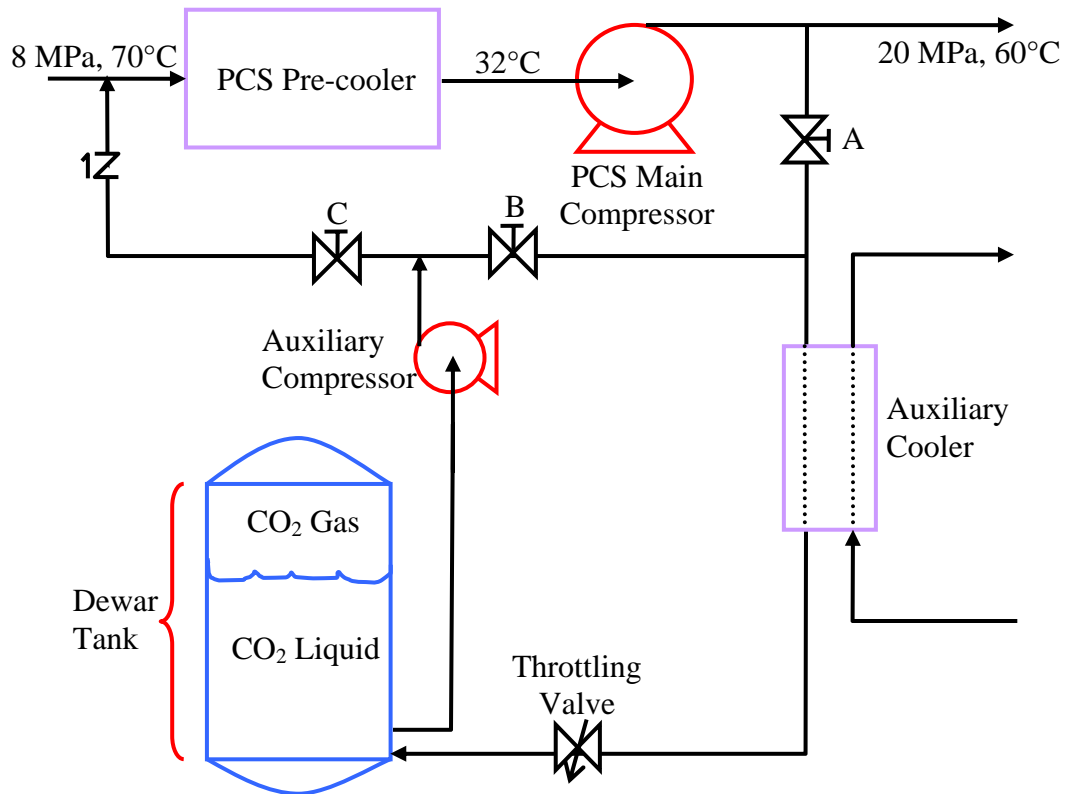 8 MPa, 70°C
PCS Pre-cooler
32°C
20 MPa, 60°C
A
PCS Main
Compressor
C
B
Auxiliary
Compressor
Auxiliary
Cooler
CO₂ Gas
Dewar
Tank
CO₂ Liquid
Throttling
Valve